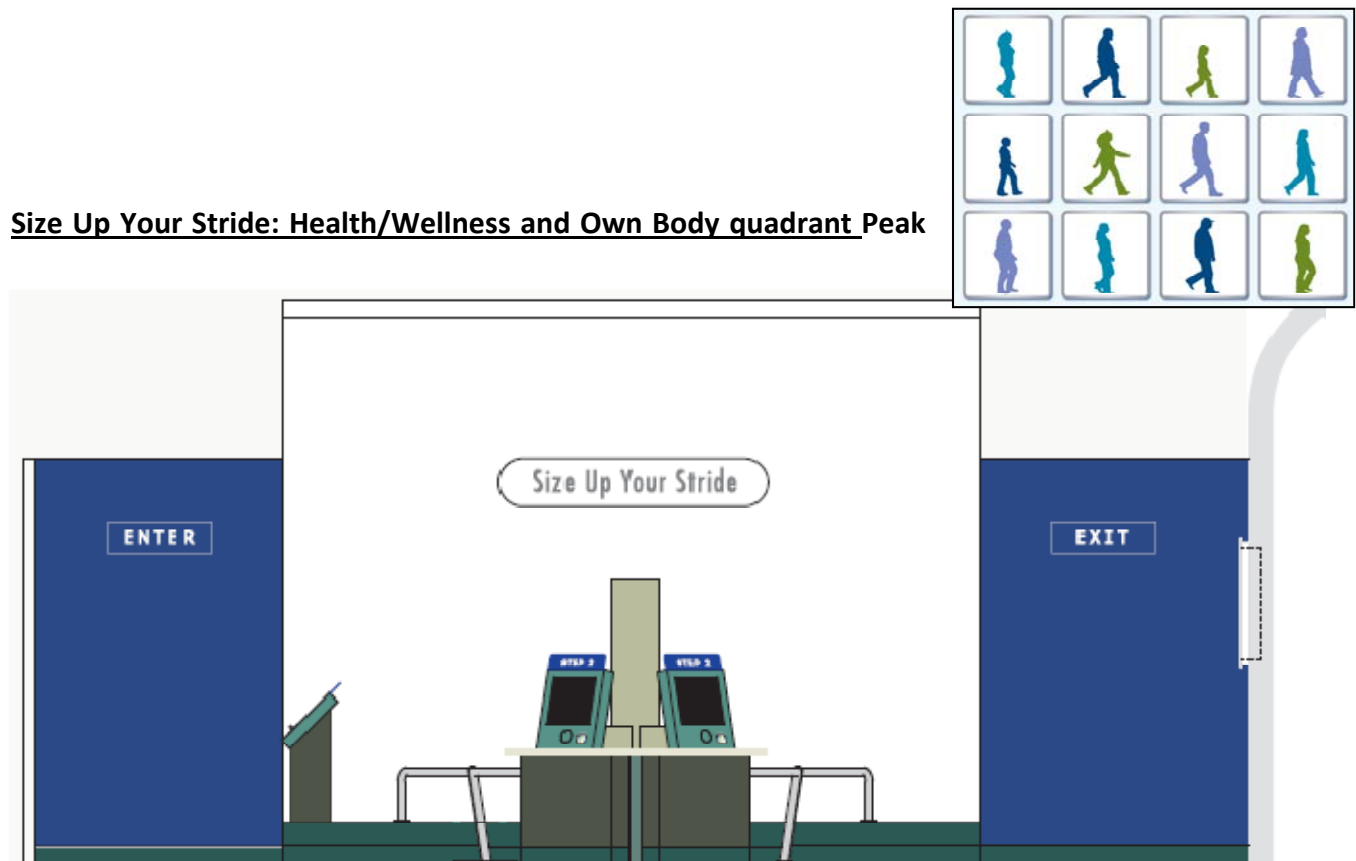 Size Up Your Stride: Health/Wellness and Own Body quadrant Peak
Size Up Your Stride
ENTER
EXIT
STEP 2
STEP 2